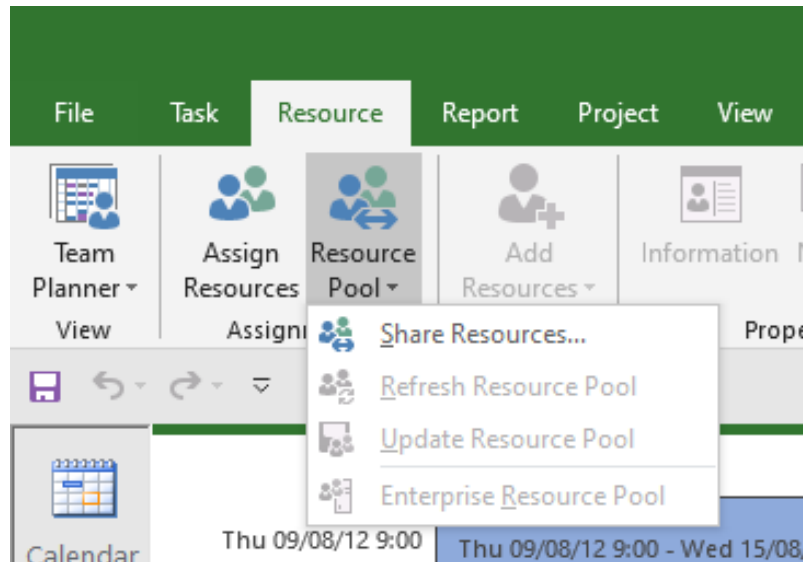 File Task Resource Report Project View
Team Planner
Assign Resources
Resource Pool
Add Resources
Information
View
Share Resources...
Refresh Resource Pool
Update Resource Pool
Enterprise Resource Pool
Calendar
Thu 09/08/12 9:00
Thu 09/08/12 9:00 - Wed 15/08/